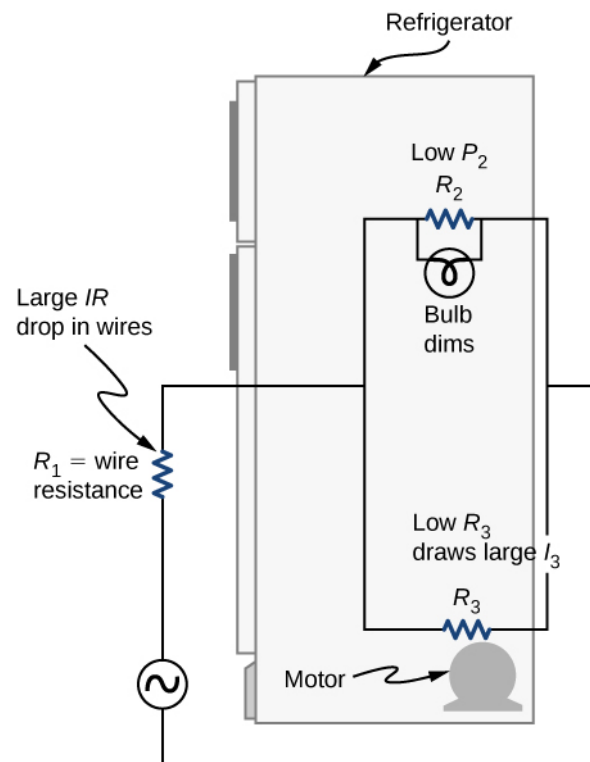 Refrigerator
Low P₂
R₂
Bulb
dims
Large IR
drop in wires
R₁ = wire
resistance
Low R₃
draws large I₃
R₃
Motor